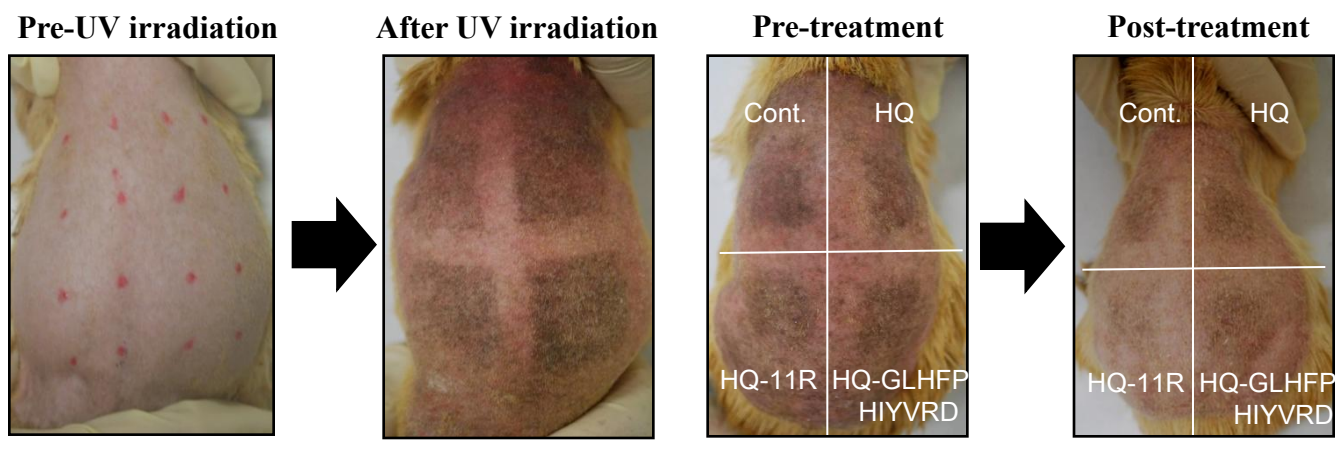 Pre-UV irradiation
After UV irradiation
Pre-treatment
Post-treatment
Cont.
HQ
HQ-11R
HQ-GLHFP
HIYVRD
Cont.
HQ
HQ-11R
HQ-GLHFP
HIYVRD